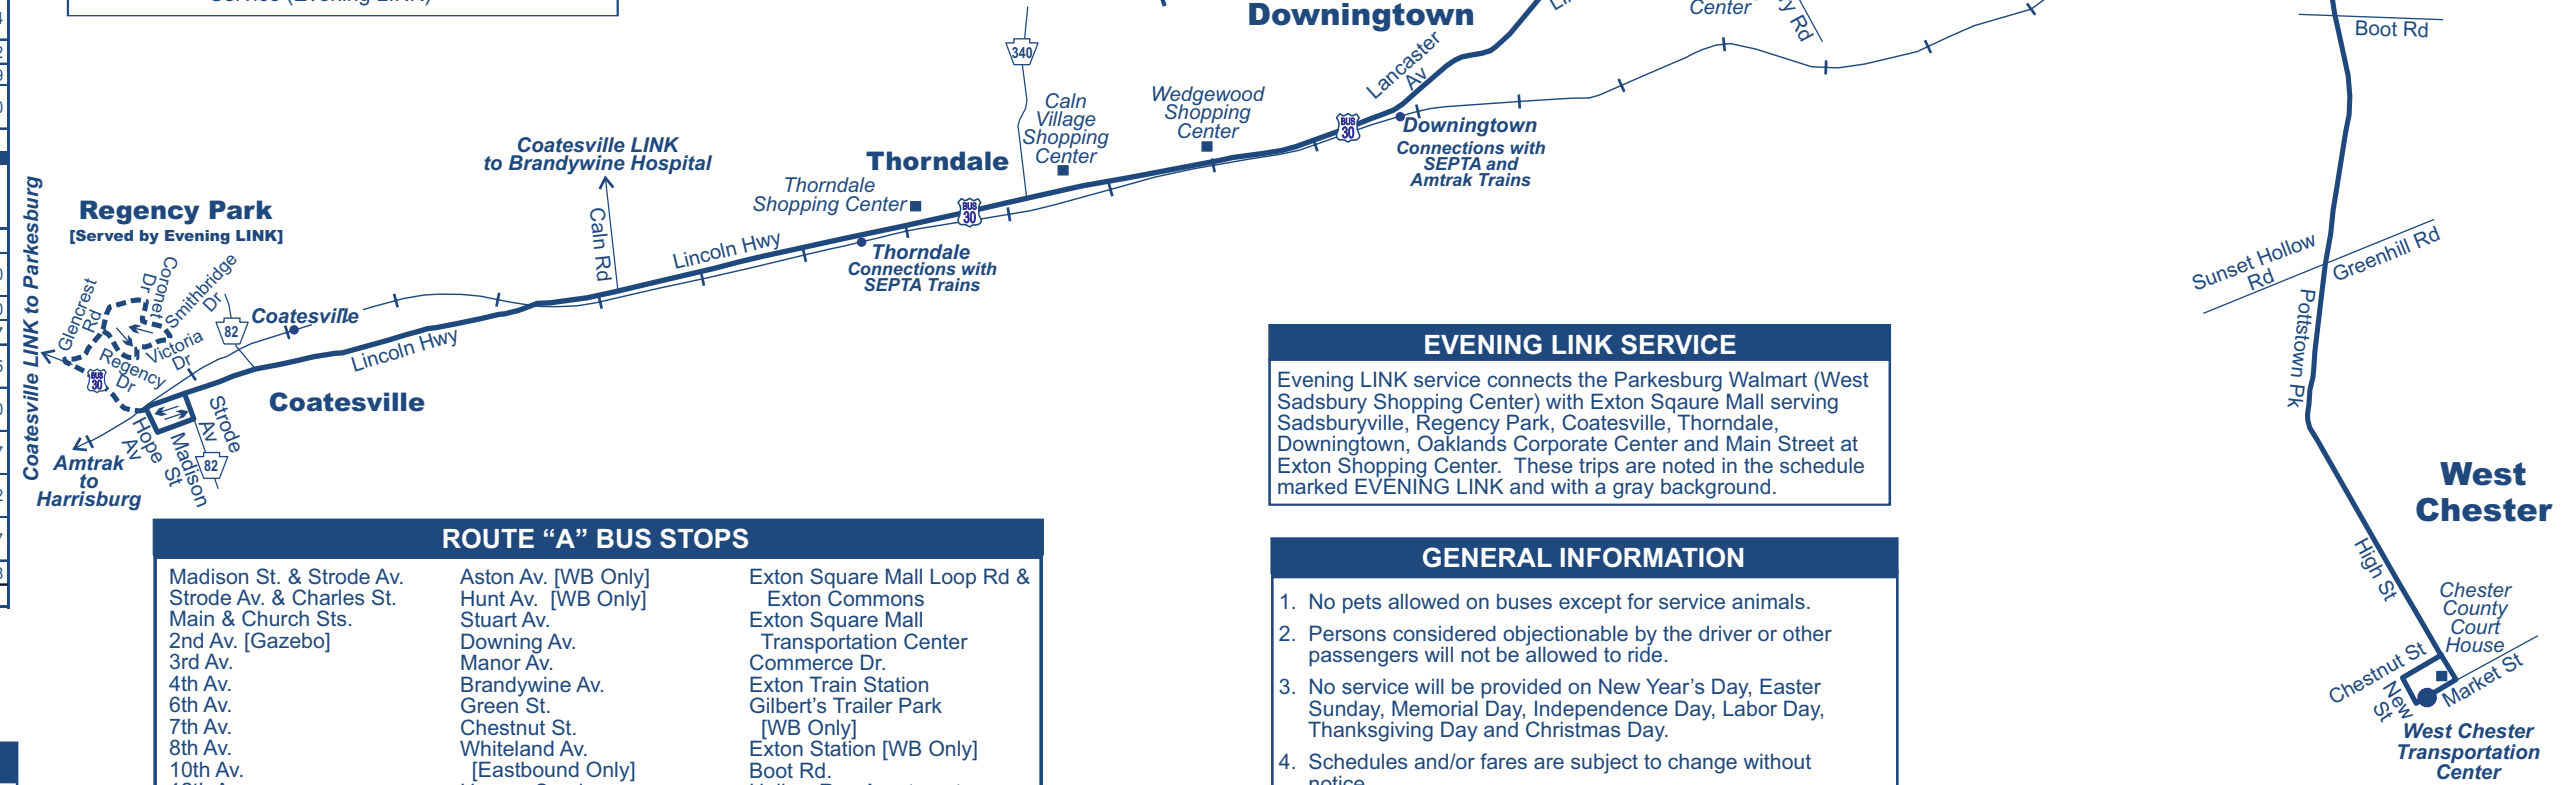 Service (Evening LINK)
Downingtown
Center
Boot Rd
340
Lancaster
Av
Caln
Village
Shopping
Center
Wedgewood
Shopping
Center
BUS
30
Downingtown
Connections with
SEPTA and
Amtrak Trains
Coatesville LINK
to Brandywine Hospital
Thorndale
Thorndale
Shopping Center
BUS
30
Caln Rd
Lincoln Hwy
Thorndale
Connections with
SEPTA Trains
Coatesville LINK to Parkesburg
Regency Park
[Served by Evening LINK]
Glencrest
Rd
Coronet
Dr
Smithbridge
Dr
Victoria
Dr
Regency
Dr
BUS
30
82
Coatesville
Lincoln Hwy
Coatesville
Strode
Av
Madison
St
Hope
Av
82
Amtrak
to
Harrisburg
Sunset Hollow
Rd
Greenhill Rd
Pottstown Pk
EVENING LINK SERVICE
Evening LINK service connects the Parkesburg Walmart (West
Sadsbury Shopping Center) with Exton Sqaure Mall serving
Sadsburyville, Regency Park, Coatesville, Thorndale,
Downingtown, Oaklands Corporate Center and Main Street at
Exton Shopping Center.  These trips are noted in the schedule
marked EVENING LINK and with a gray background.
West
Chester
High St
Chester
County
Court
House
Chestnut St
New
St
Market St
West Chester
Transportation
Center
ROUTE “A” BUS STOPS
Madison St. & Strode Av.
Strode Av. & Charles St.
Main & Church Sts.
2nd Av. [Gazebo]
3rd Av.
4th Av.
6th Av.
7th Av.
8th Av.
10th Av.
Aston Av. [WB Only]
Hunt Av.  [WB Only]
Stuart Av.
Downing Av.
Manor Av.
Brandywine Av.
Green St.
Chestnut St.
Whiteland Av.
[Eastbound Only]
Exton Square Mall Loop Rd &
Exton Commons
Exton Square Mall
Transportation Center
Commerce Dr.
Exton Train Station
Gilbert’s Trailer Park
[WB Only]
Exton Station [WB Only]
Boot Rd.
GENERAL INFORMATION
1. No pets allowed on buses except for service animals.
2. Persons considered objectionable by the driver or other
passengers will not be allowed to ride.
3. No service will be provided on New Year’s Day, Easter
Sunday, Memorial Day, Independence Day, Labor Day,
Thanksgiving Day and Christmas Day.
4. Schedules and/or fares are subject to change without
notice